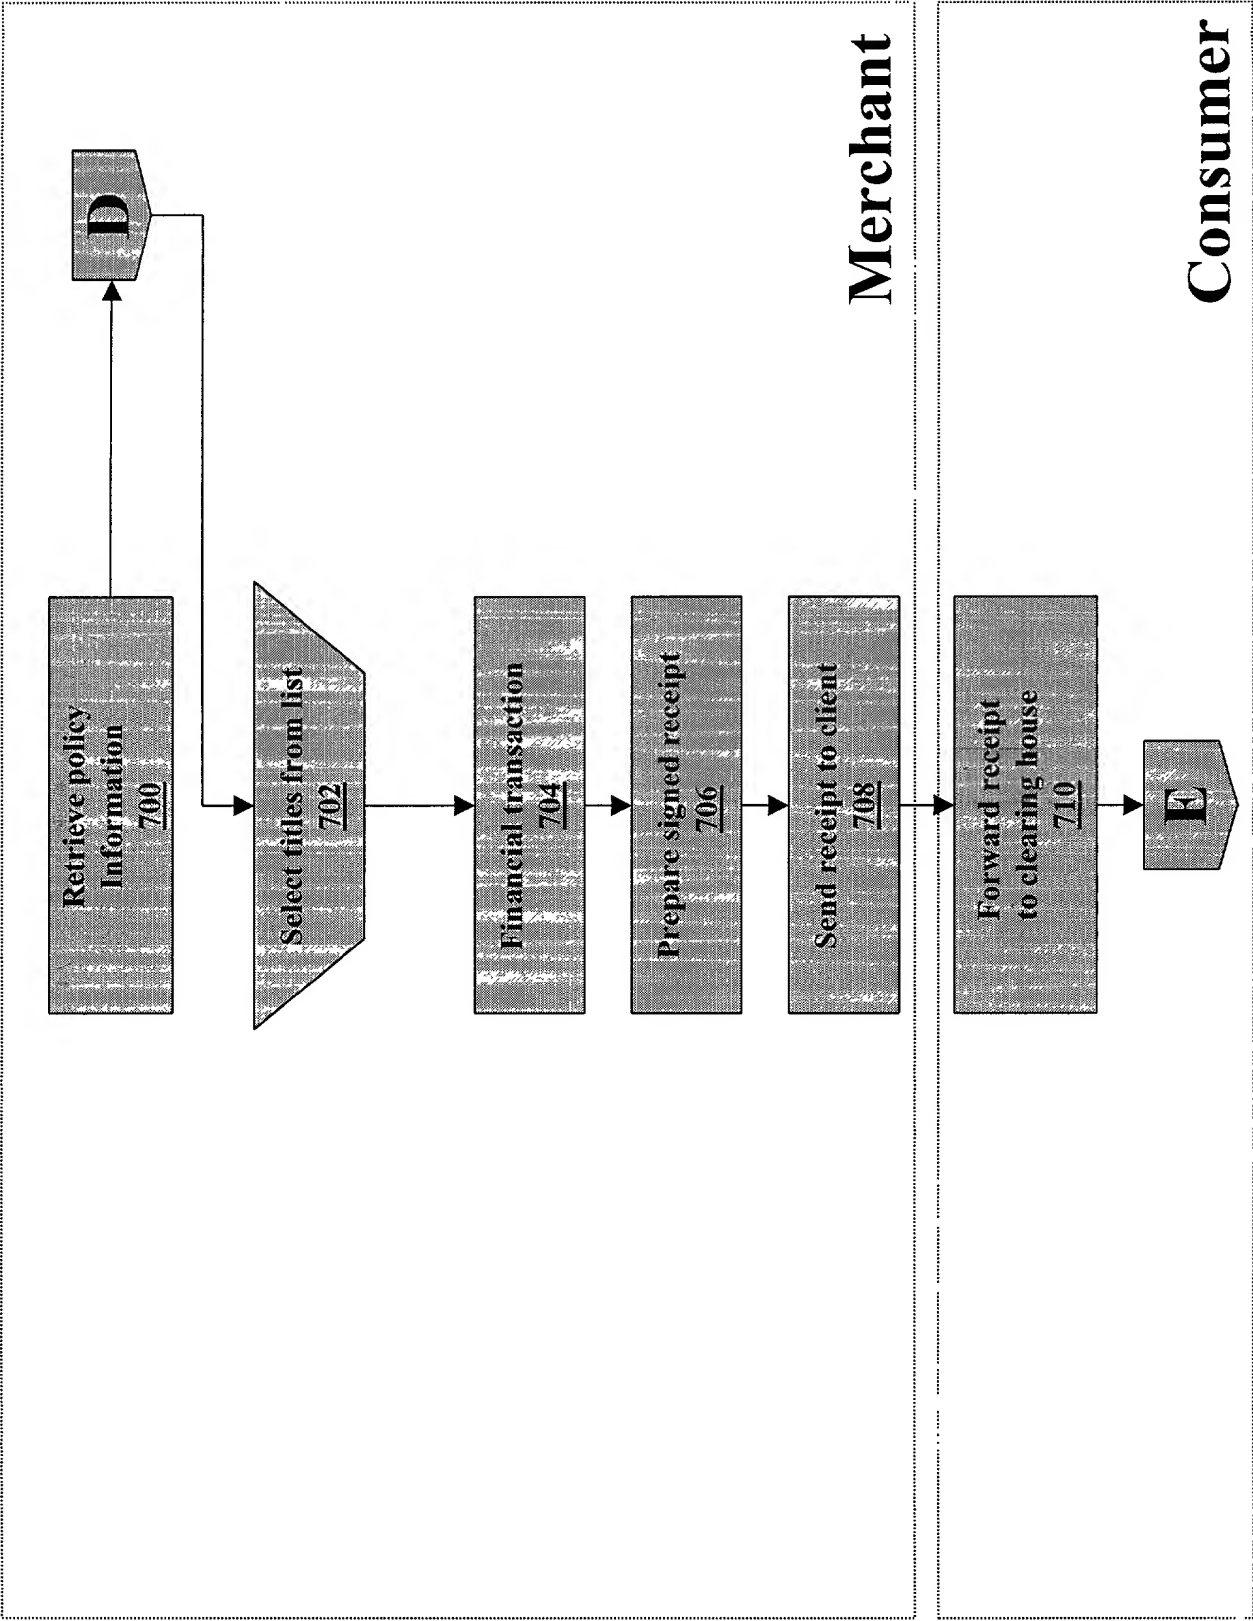 Retrieve policy
Information
700
D
Select titles from list
702
Financial transaction
704
Prepare signed receipt
706
Send receipt to client
708
Merchant
Forward receipt
to clearing house
710
E
Consumer